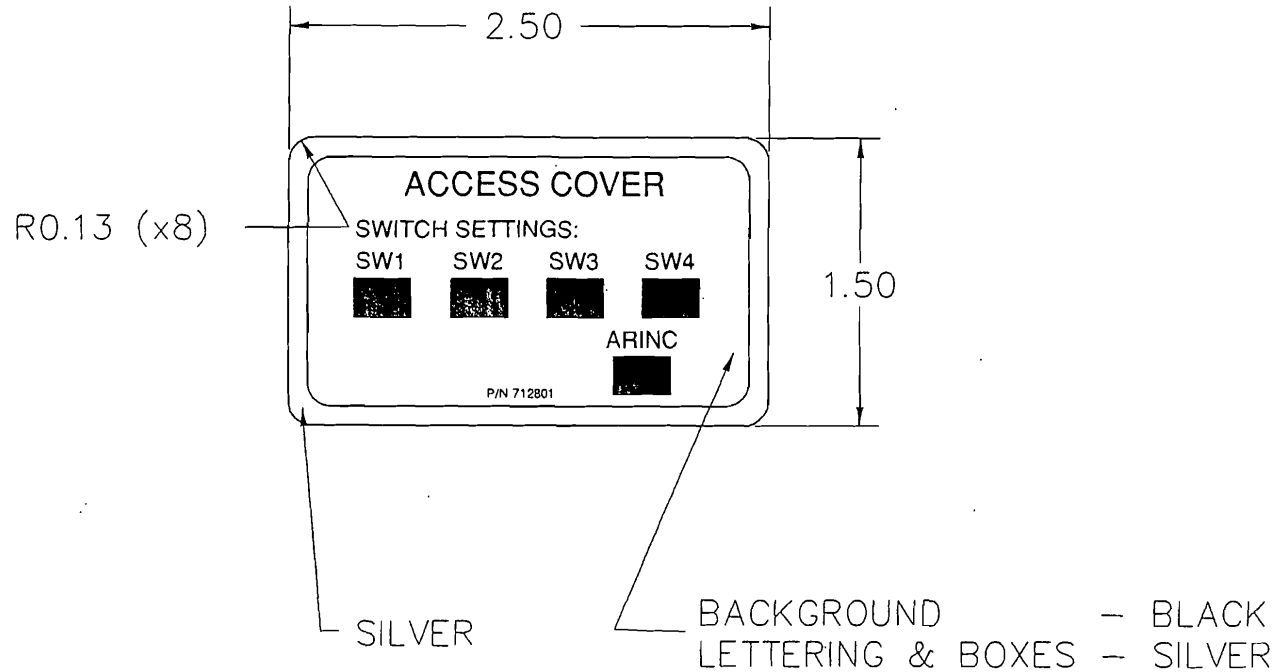 2.50
ACCESS COVER
R0.13 (x8)
SWITCH SETTINGS:
SW1 SW2 SW3 SW4
1.50
ARINC
P/N 712801
SILVER
BACKGROUND – BLACK
LETTERING & BOXES – SILVER